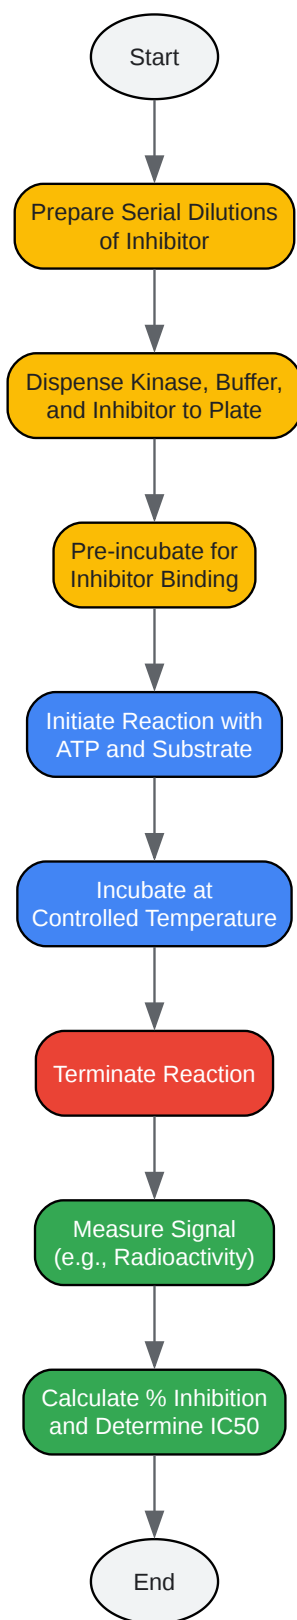 Start
Prepare Serial Dilutions
of Inhibitor
Dispense Kinase, Buffer,
and Inhibitor to Plate
Pre-incubate for
Inhibitor Binding
Initiate Reaction with
ATP and Substrate
Incubate at
Controlled Temperature
Terminate Reaction
Measure Signal
(e.g., Radioactivity)
Calculate % Inhibition
and Determine IC50
End